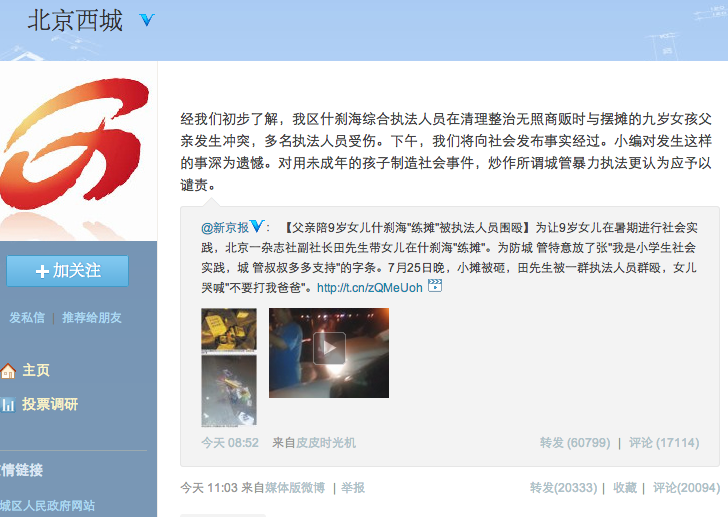 北京西城
经我们初步了解，我区什刹海综合执法人员在清理整治无照商贩时与摆摊的九岁女孩父
亲发生冲突，多名执法人员受伤。下午，我们将向社会发布事实经过。小编对发生这样
的事深为遗憾。对用未成年的孩子制造社会事件，炒作所谓城管暴力执法更认为应予以
谴责。
@新京报：【父亲陪9岁女儿什刹海"练摊"被执法人员围殴】为让9岁女儿在暑期进行社会实
践，北京一杂志社副社长田先生带女儿在什刹海"练摊"。为防城 管特意放了张"我是小学生社会
实践，城 管叔叔多多支持"的字条。7月25日晚，小摊被砸，田先生被一群执法人员群殴，女儿
哭喊"不要打我爸爸"。http://t.cn/zQMeUoh
今天 08:52 来自皮皮时光机 转发 (60799) | 评论 (17114)
今天 11:03 来自媒体版微博 | 举报 转发(20333) | 收藏 | 评论(20094)
+加关注
发私信 | 推荐给朋友
主页
投票调研
情链接
城区人民政府网站